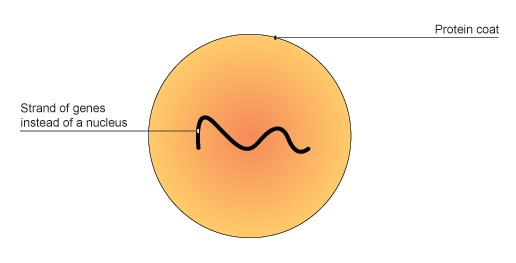 Protein coat
Strand of genes
instead of a nucleus